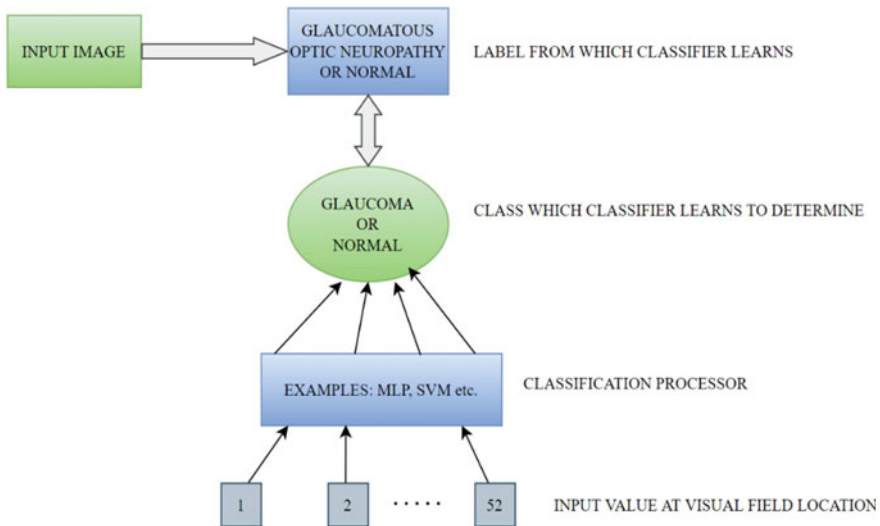 INPUT IMAGE
GLAUCOMATOUS
OPTIC NEUROPATHY
OR NORMAL
LABEL FROM WHICH CLASSIFIER LEARNS
GLAUCOMA
OR
NORMAL
CLASS WHICH CLASSIFIER LEARNS TO DETERMINE
EXAMPLES: MLP, SVM etc.
CLASSIFICATION PROCESSOR
1 2 ..... 52 INPUT VALUE AT VISUAL FIELD LOCATION